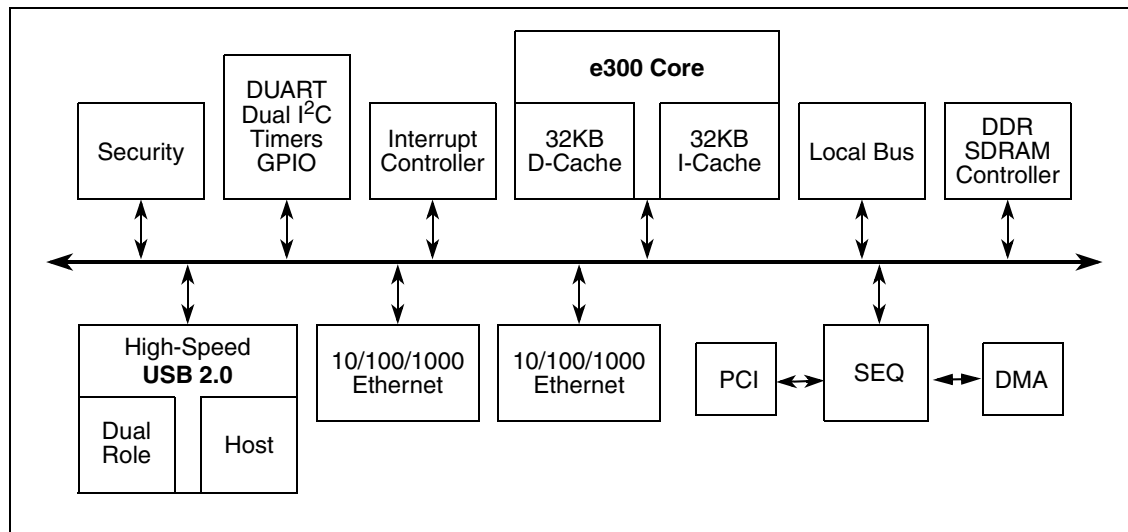 Security
DUART
Dual I²C
Timers
GPIO
Interrupt
Controller
e300 Core
32KB
D-Cache
32KB
I-Cache
Local Bus
DDR
SDRAM
Controller
High-Speed
USB 2.0
Dual
Role
Host
10/100/1000
Ethernet
10/100/1000
Ethernet
PCI
SEQ
DMA